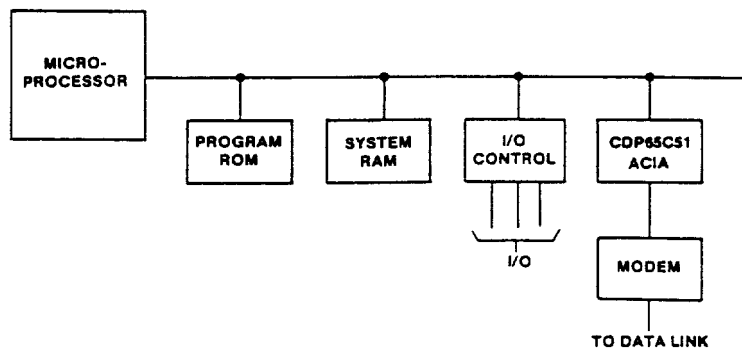 MICRO-
PROCESSOR
PROGRAM
ROM
SYSTEM
RAM
I/O
CONTROL
CDP65C51
ACIA
I/O
MODEM
TO DATA LINK